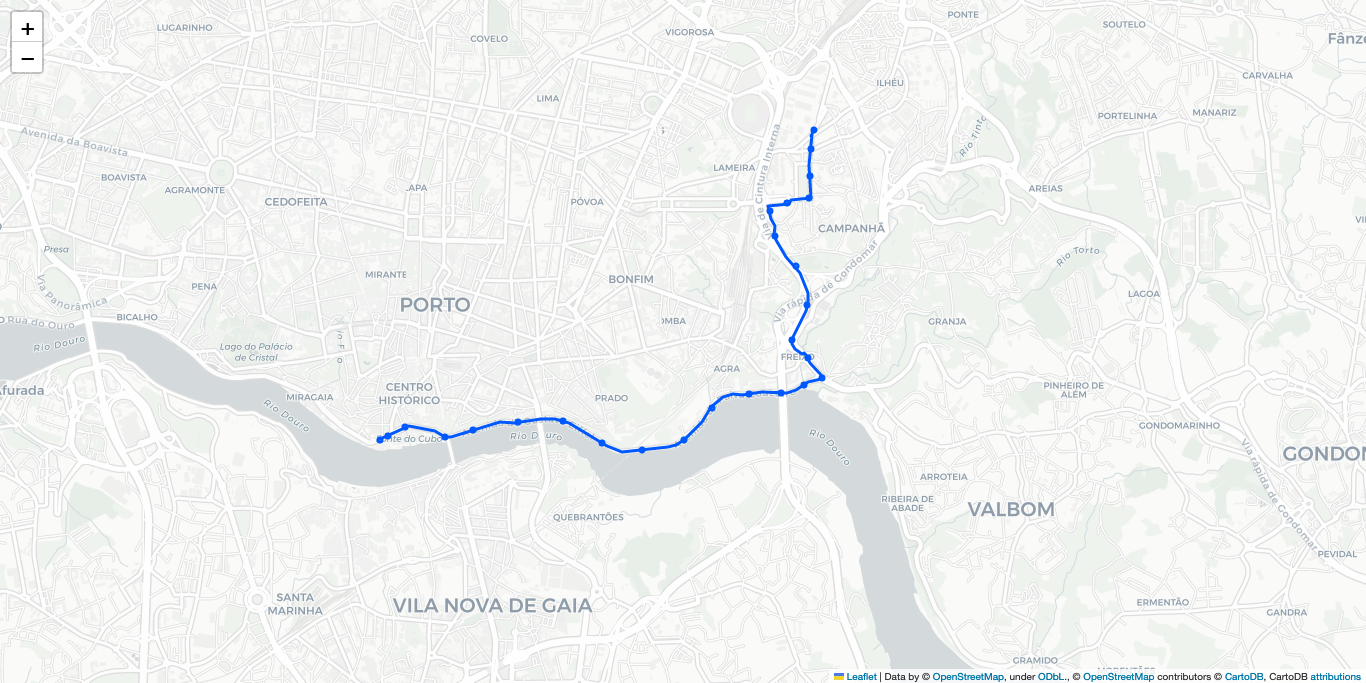 +
−
LUGARINHO
COVELO
VIGOROSA
PONTE
SOUTELO
Fânze
CARVALHA
ILHÉU
LIMA
PORTELINHA
MANARIZ
Avenida da Boavista
Via de Cintura Interna
Rio Tinto
LAMEIRA
BOAVISTA
AGRAMONTE
APA
CEDOFEITA
PÓVOA
AREIAS
CAMPANHÃ
Presa
Rio Torto
MIRANTE
BONFIM
PENA
Via Panorâmica
Via rápida de Gondomar
LAGOA
PORTO
BICALHO
Rua do Ouro
OMBA
GRANJA
Rio Douro
Lago do Palácio
de Cristal
FREIXO
AGRA
CENTRO
HISTÓRICO
PINHEIRO DE
ALÉM
Afurada
MIRAGAIA
PRADO
Rio Douro
GONDOMARINHO
Rio Douro
Rio Douro
GONDOM
Via rápida de Gondomar
ARROTEIA
RIBEIRA DE
ABADE
VALBOM
QUEBRANTÕES
PEVIDAL
SANTA
MARINHA
VILA NOVA DE GAIA
ERMENTÃO
GANDRA
GRAMIDO
Leaflet | Data by © OpenStreetMap, under ODbL., © OpenStreetMap contributors © CartoDB, CartoDB attributions